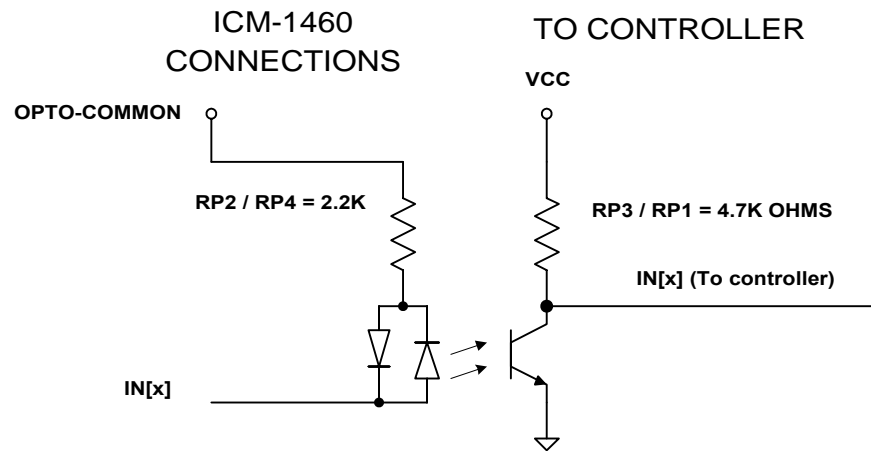 ICM-1460
CONNECTIONS
TO CONTROLLER
VCC
OPTO-COMMON
RP2 / RP4 = 2.2K
RP3 / RP1 = 4.7K OHMS
IN[x] (To controller)
IN[x]